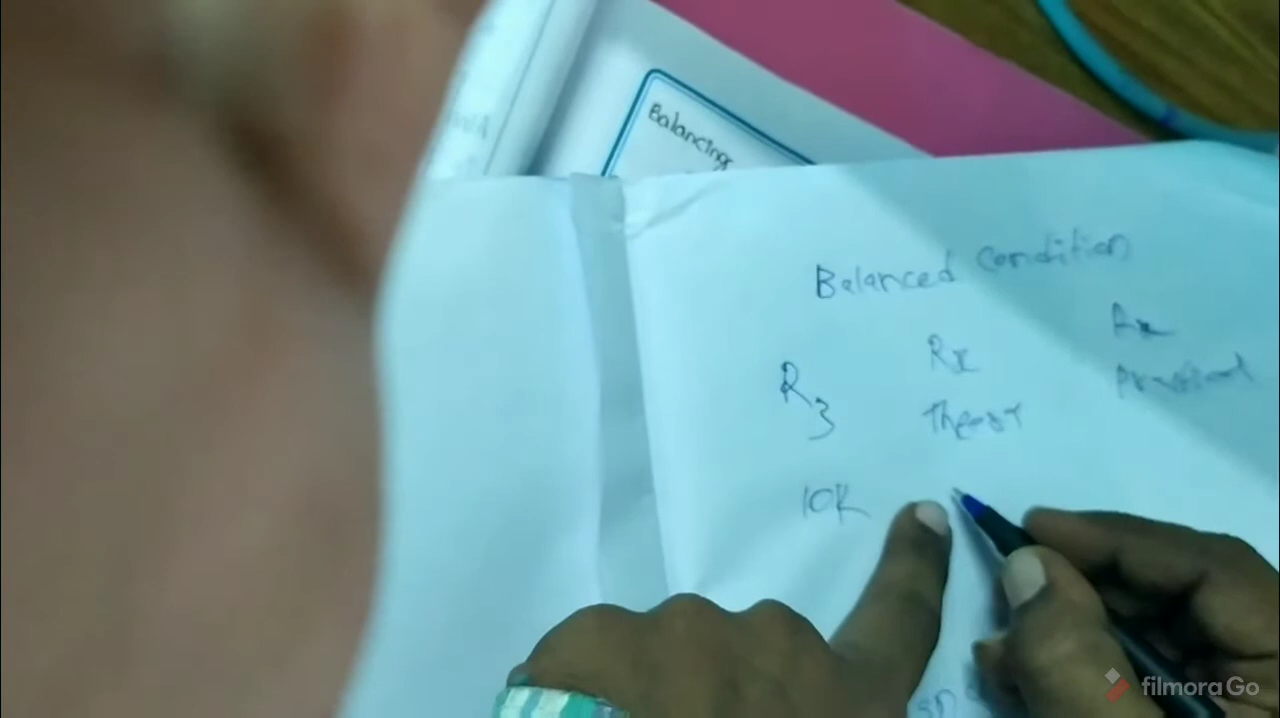 Balancing
Balanced condition
R3 Rx Rx
Theory Practical
10K
filmora Go